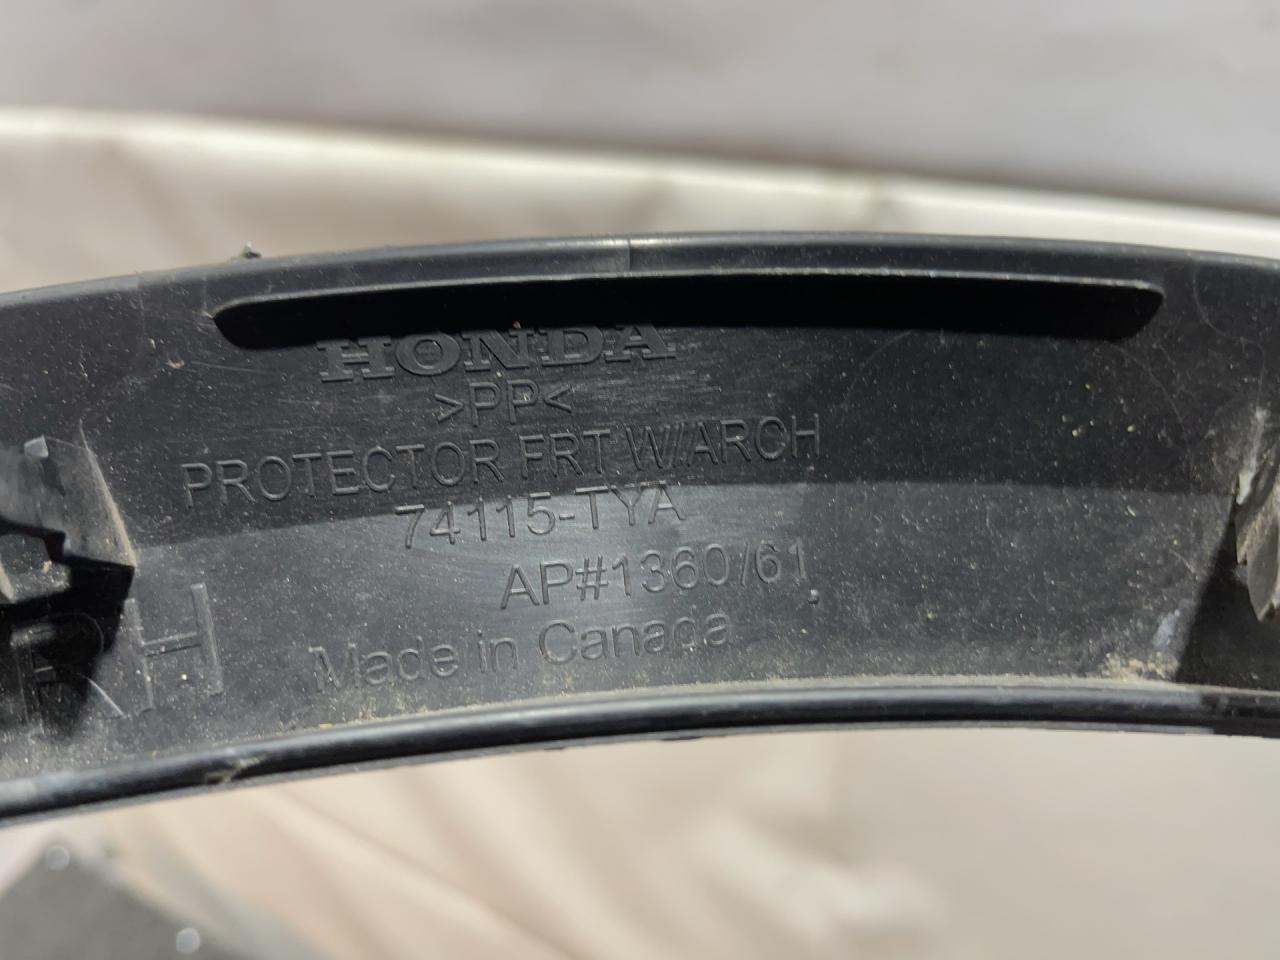 HONDA
>PP<
PROTECTOR FRT W/ARCH
74115-TYA
AP#1360/61
Made in Canada
RH